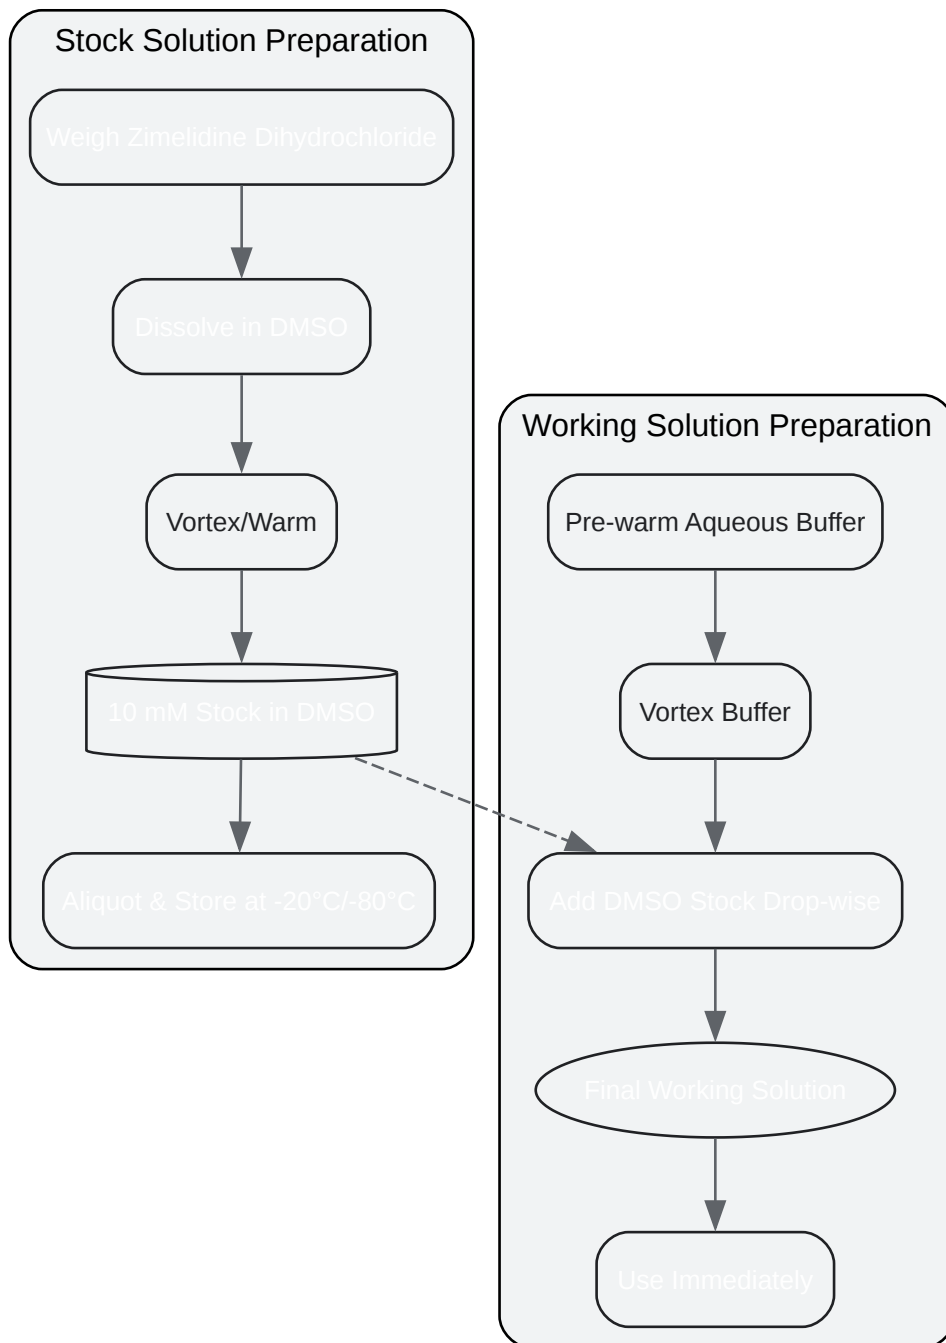 Stock Solution Preparation
Weigh Zimelidine Dihydrochloride
Dissolve in DMSO
Vortex/Warm
10 mM Stock in DMSO
Aliquot & Store at -20°C/-80°C
Working Solution Preparation
Pre-warm Aqueous Buffer
Vortex Buffer
Add DMSO Stock Drop-wise
Final Working Solution
Use Immediately